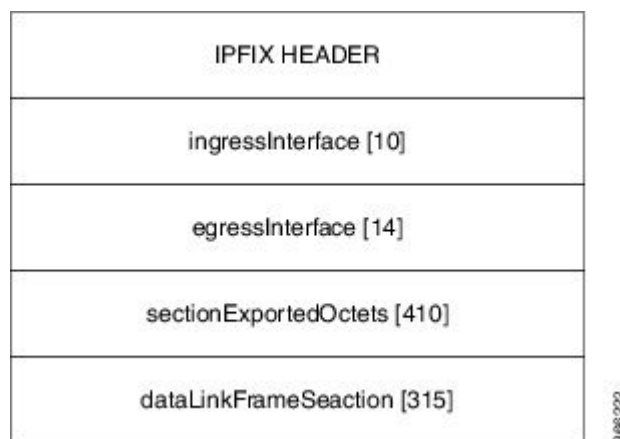 IPFIX HEADER
ingressInterface [10]
egressInterface [14]
sectionExportedOctets [410]
dataLinkFrameSeaction [315]